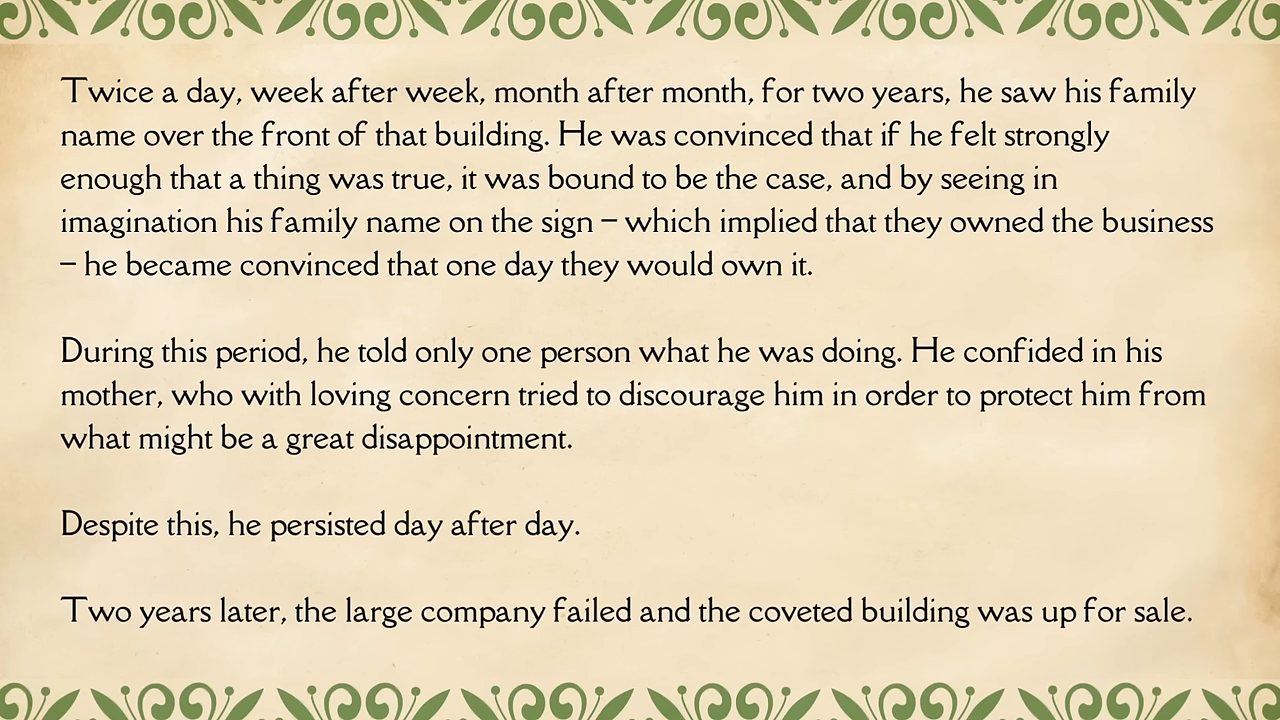 Twice a day, week after week, month after month, for two years, he saw his family
name over the front of that building. He was convinced that if he felt strongly
enough that a thing was true, it was bound to be the case, and by seeing in
imagination his family name on the sign – which implied that they owned the business
– he became convinced that one day they would own it.
During this period, he told only one person what he was doing. He confided in his
mother, who with loving concern tried to discourage him in order to protect him from
what might be a great disappointment.
Despite this, he persisted day after day.
Two years later, the large company failed and the coveted building was up for sale.